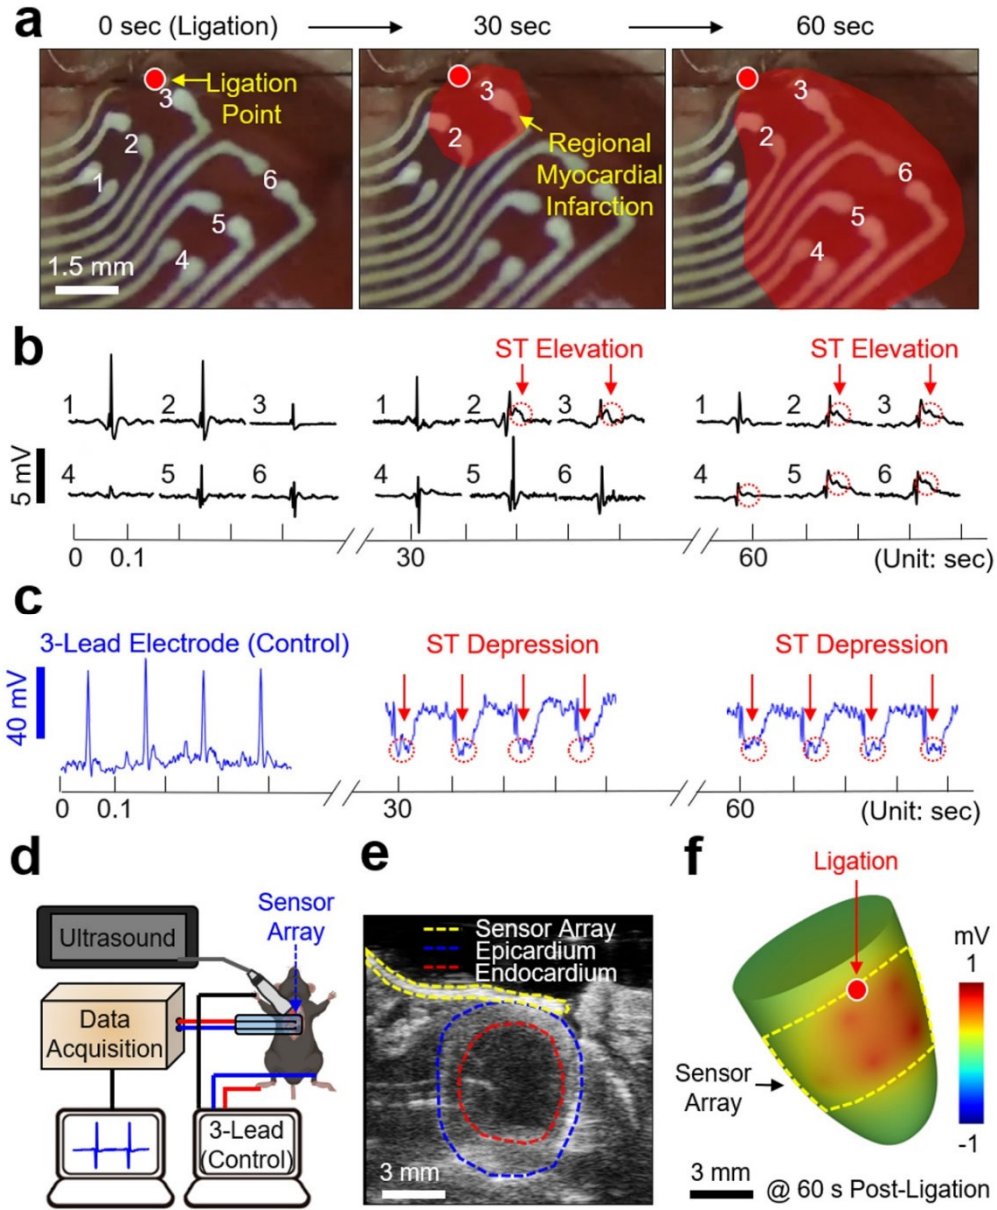 a
0 sec (Ligation)
30 sec
60 sec
Ligation
Point
3
2
1
6
5
4
1.5 mm
3
2
Regional
Myocardial
Infarction
3
2
6
5
4
b
ST Elevation
ST Elevation
1 2 3 1 2 3 1 2 3
5 mV
4 5 6 4 5 6 4 5 6
0 0.1 30 60 (Unit: sec)
c
3-Lead Electrode (Control)
ST Depression
ST Depression
40 mV
0 0.1 30 60 (Unit: sec)
d
Ultrasound
Sensor
Array
Data
Acquisition
3-Lead
(Control)
e
Sensor Array
Epicardium
Endocardium
3 mm
f
Ligation
mV
1
-1
Sensor
Array
3 mm
@ 60 s Post-Ligation